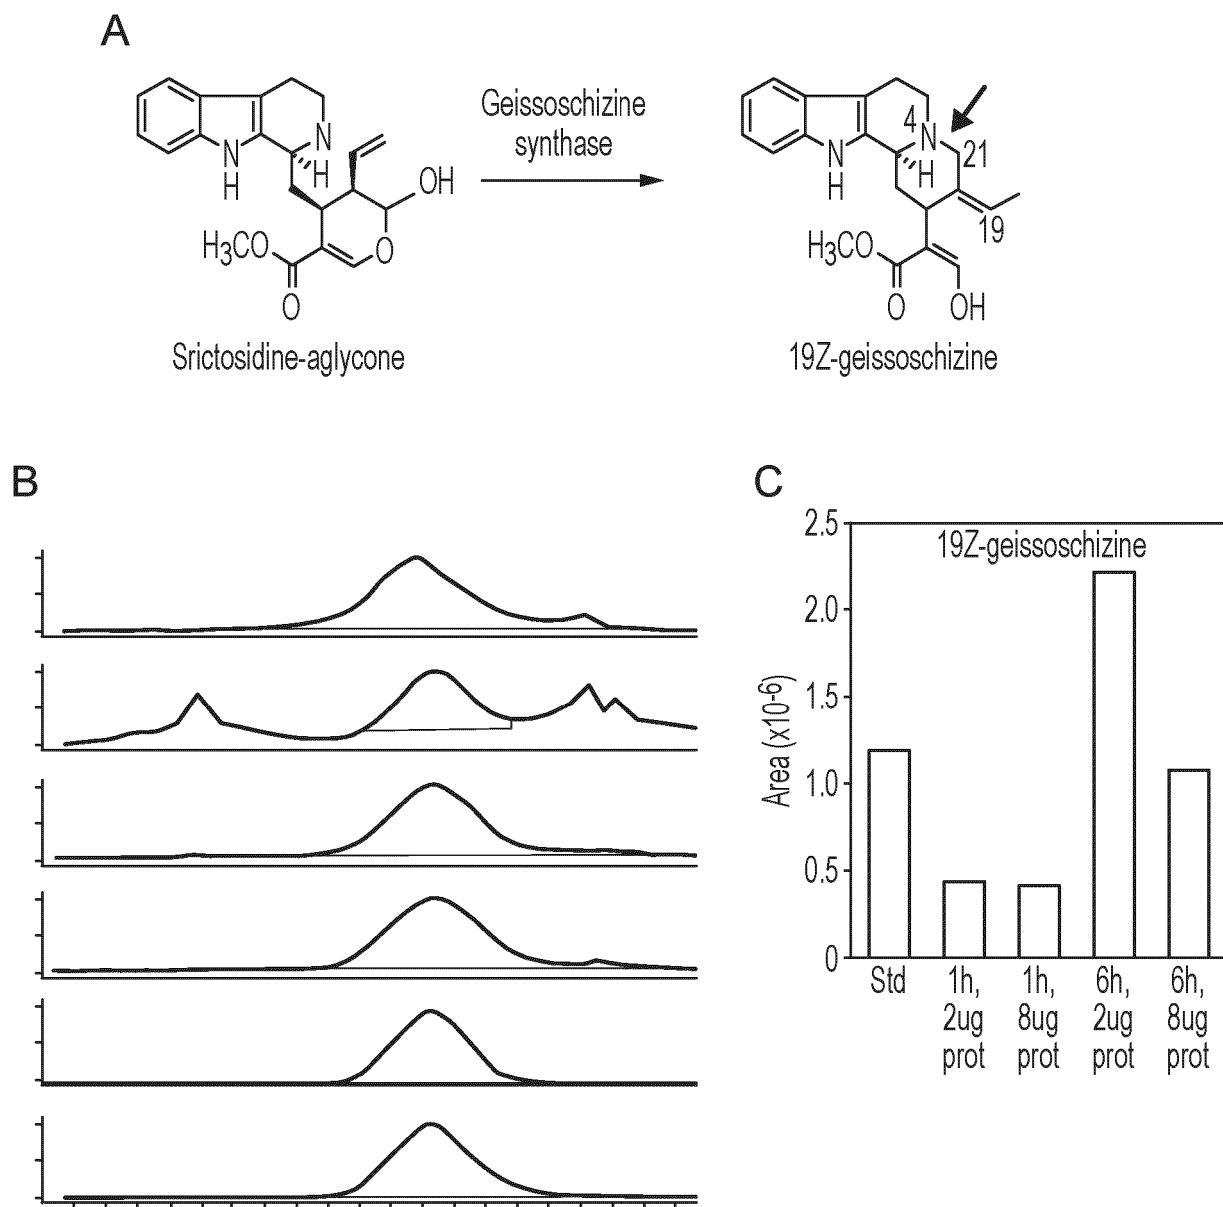 A
Geissoschizine
synthase
N
N
H
H
OH
H3CO
O
O
Srictosidine-aglycone
4
N
21
N
H
H
19
H3CO
O
OH
19Z-geissoschizine
B
C
19Z-geissoschizine
Area (x10-6)
2.5
2.0
1.5
1.0
0.5
0
Std
1h,
2ug
prot
1h,
8ug
prot
6h,
2ug
prot
6h,
8ug
prot